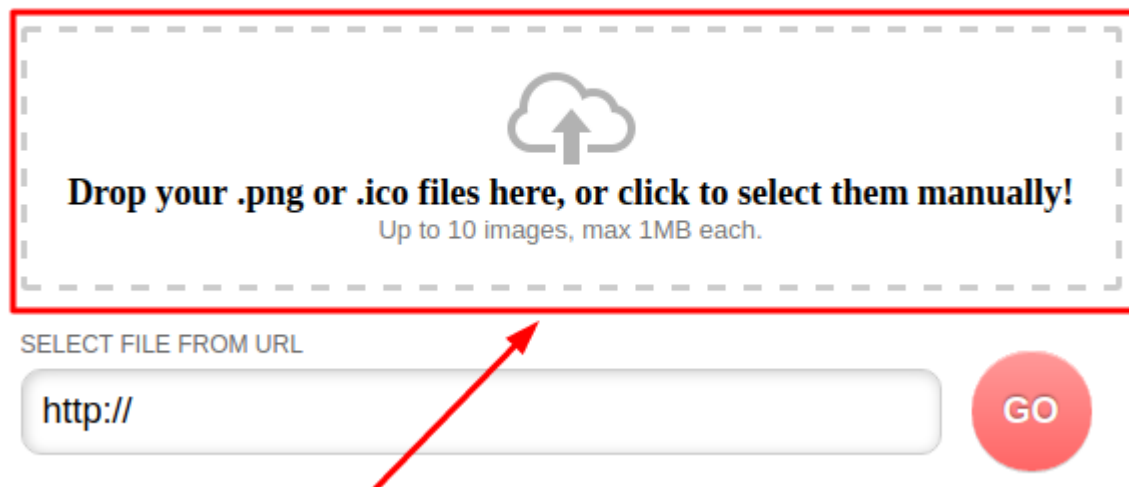 Drop your .png or .ico files here, or click to select them manually!
Up to 10 images, max 1MB each.
SELECT FILE FROM URL
http://
GO